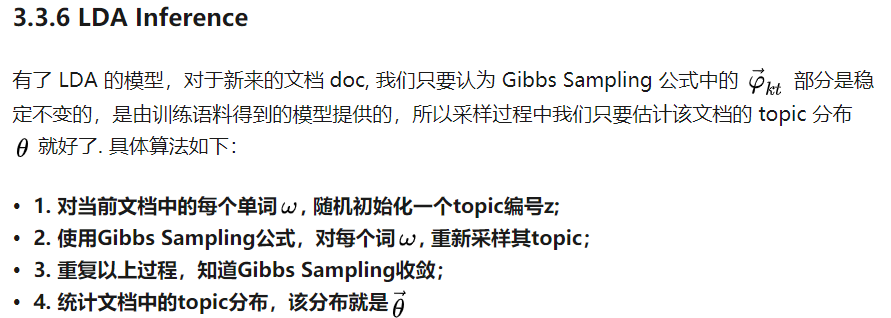 3.3.6 LDA Inference
有了 LDA 的模型，对于新来的文档 doc, 我们只要认为 Gibbs Sampling 公式中的 $\vec{\varphi}_{kt}$ 部分是稳
定不变的，是由训练语料得到的模型提供的，所以采样过程中我们只要估计该文档的 topic 分布
θ 就好了. 具体算法如下：
• 1. 对当前文档中的每个单词 ω, 随机初始化一个topic编号z;
• 2. 使用Gibbs Sampling公式，对每个词 ω, 重新采样其topic；
• 3. 重复以上过程，知道Gibbs Sampling收敛；
• 4. 统计文档中的topic分布，该分布就是 $\vec{\theta}$